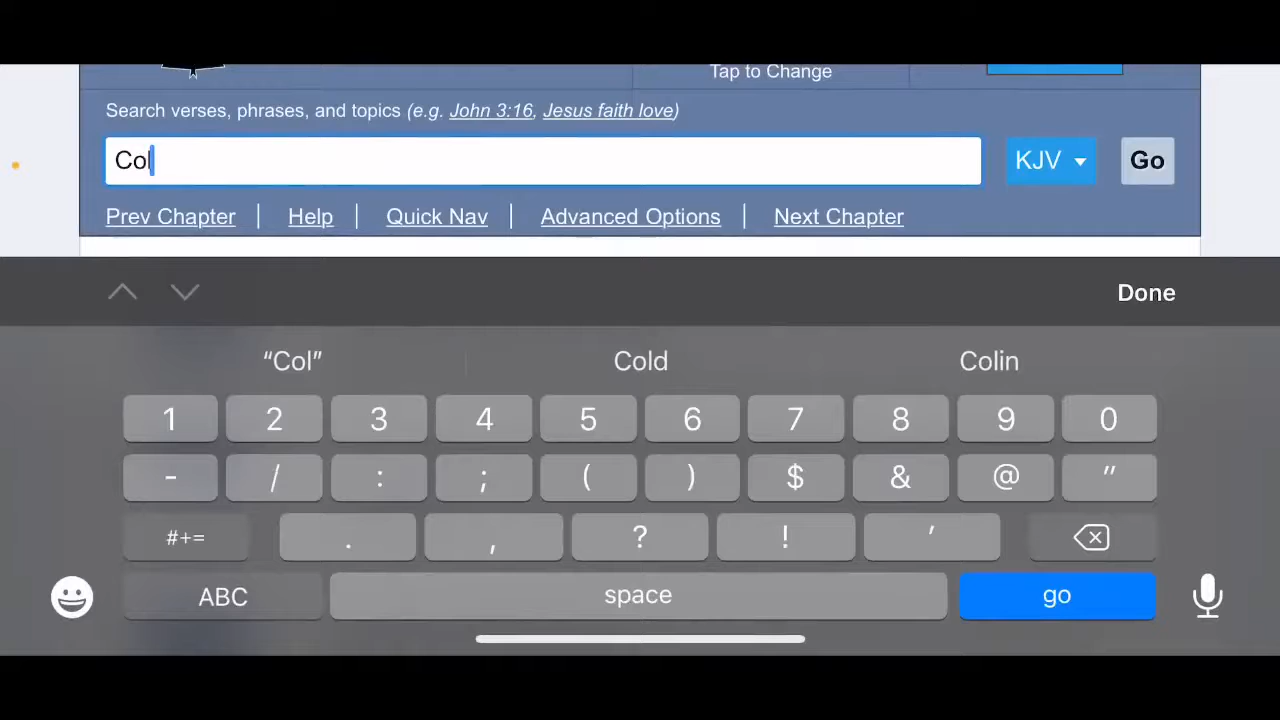 Tap to Change
Search verses, phrases, and topics (e.g. John 3:16, Jesus faith love)
Col KJV Go
Prev Chapter | Help | Quick Nav | Advanced Options | Next Chapter
Done
“Col” Cold Colin
1 2 3 4 5 6 7 8 9 0
- / : ; ( ) $ & @ "
#+= . , ? ! '
ABC space go